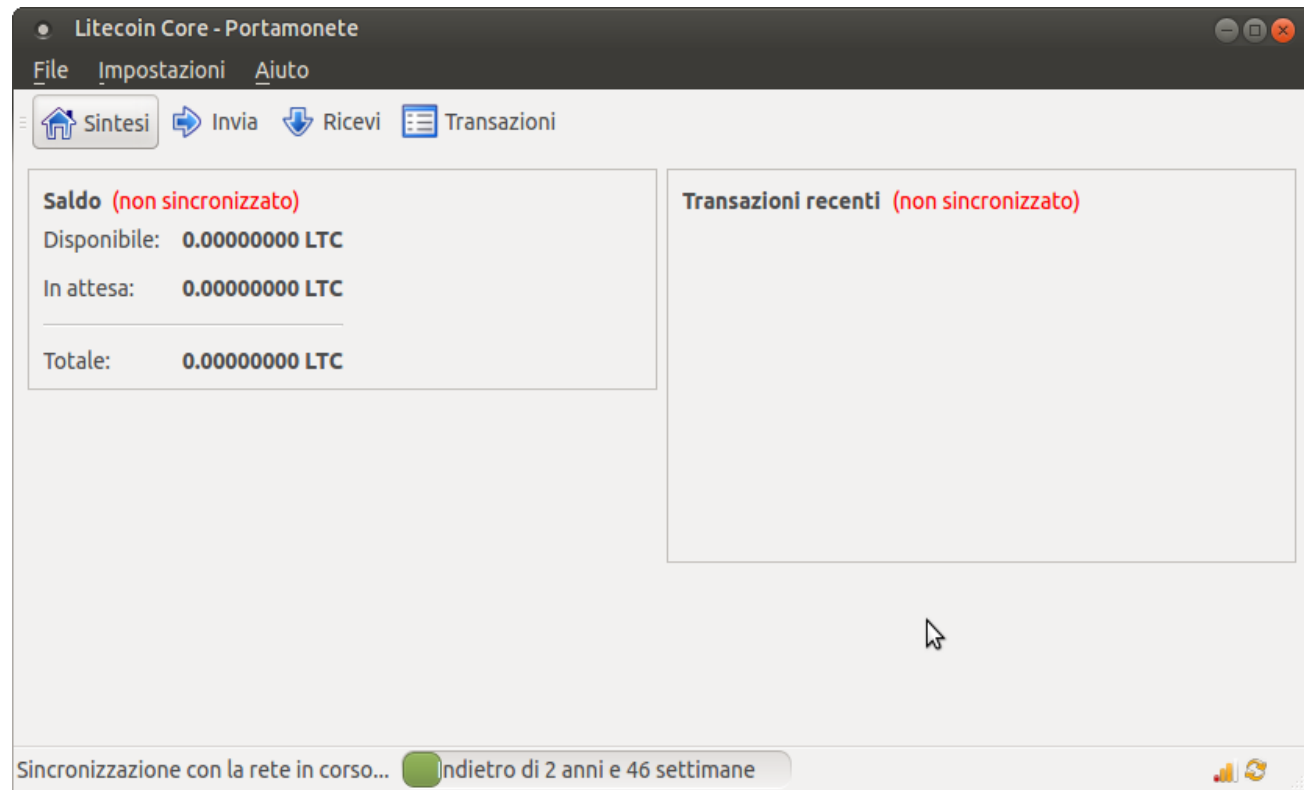 Litecoin Core - Portamonete
File Impostazioni Aiuto
Sintesi Invia Ricevi Transazioni
Saldo (non sincronizzato)
Disponibile: 0.00000000 LTC
In attesa: 0.00000000 LTC
Totale: 0.00000000 LTC
Transazioni recenti (non sincronizzato)
Sincronizzazione con la rete in corso... ndietro di 2 anni e 46 settimane